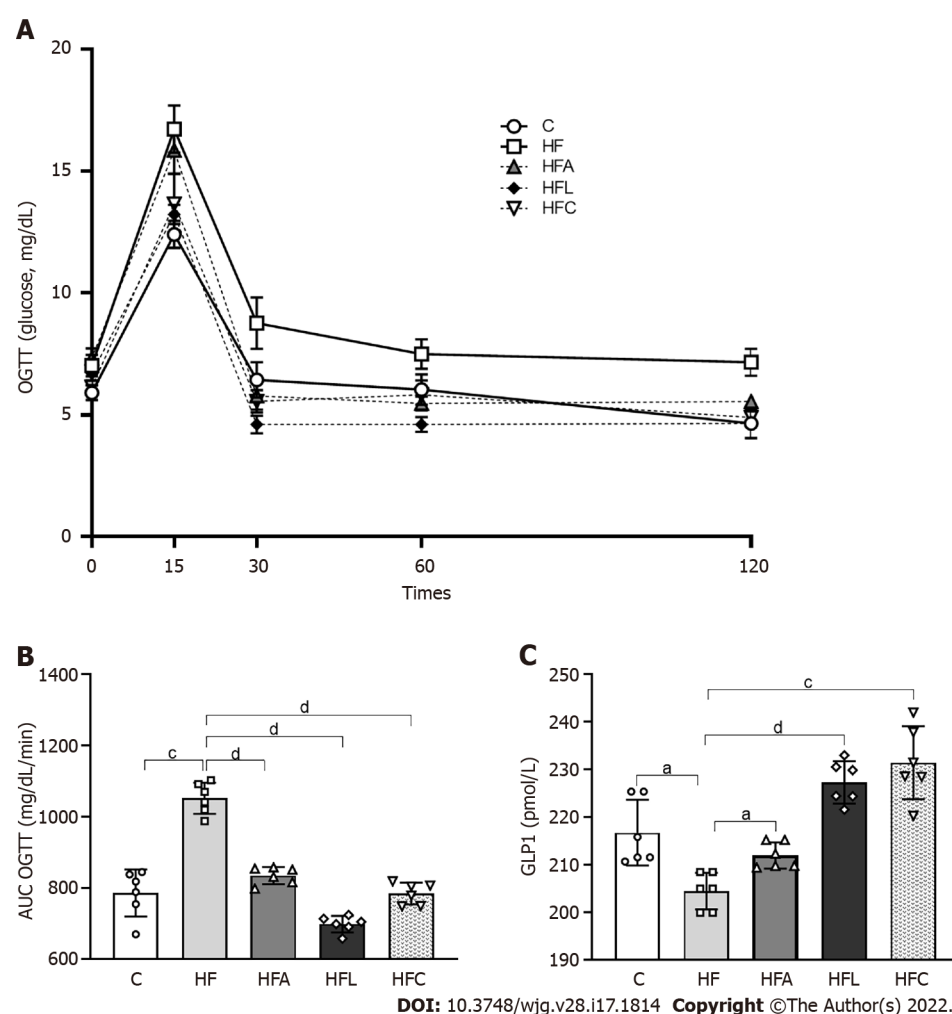 A
20
15
10
5
0
OGTT (glucose, mg/dL)
C
HF
HFA
HFL
HFC
0 15 30 60 120
Times
B
1400
1200
1000
800
600
AUC OGTT (mg/dL/min)
d
d
c d
C HF HFA HFL HFC
C
250
240
230
220
210
200
190
GLP1 (pmol/L)
c
d
a
a
C HF HFA HFL HFC
DOI: 10.3748/wjg.v28.i17.1814 Copyright ©The Author(s) 2022.